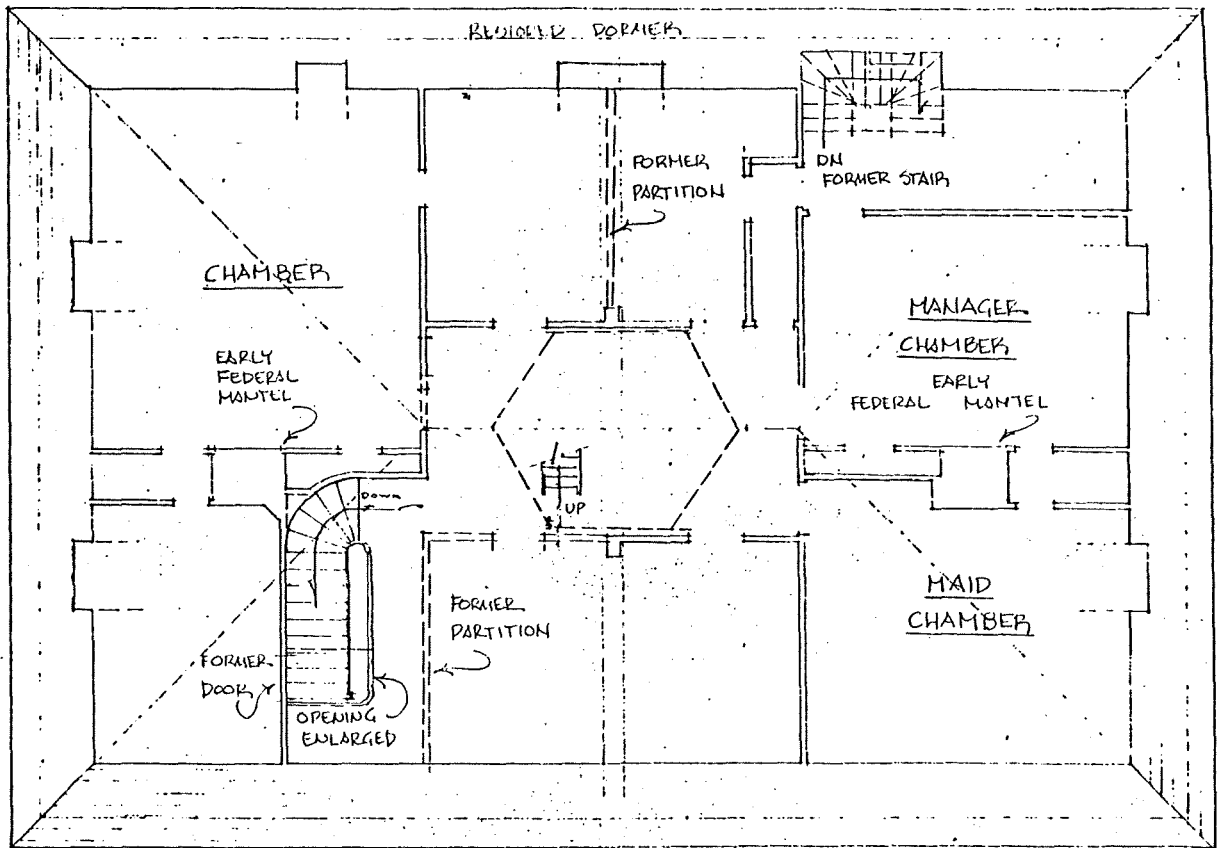 DORMER
DN
FORMER STAIR
FORMER
PARTITION
CHAMBER
MANAGER
CHAMBER
EARLY
FEDERAL
MANTEL
EARLY
FEDERAL MANTEL
DOWN
UP
MAID
CHAMBER
FORMER
PARTITION
FORMER
DOOR
OPENING
ENLARGED